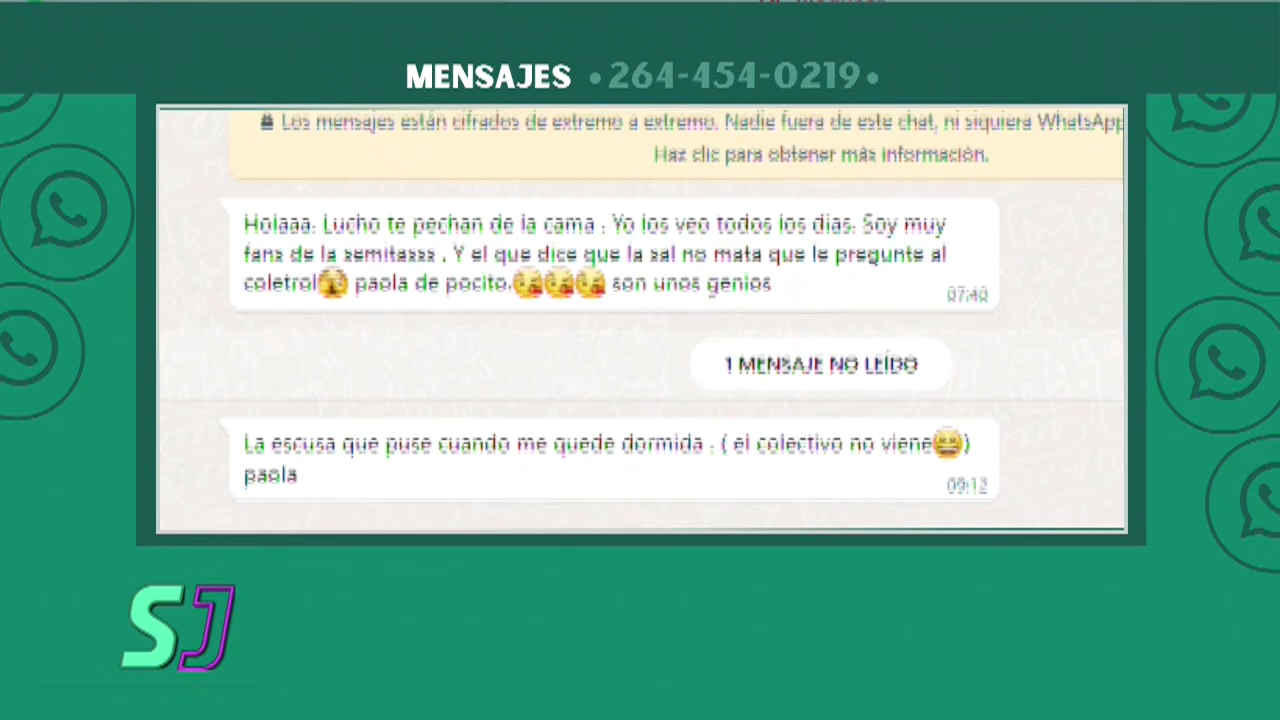 MENSAJES • 264-454-0219 •
Los mensajes están cifrados de extremo a extremo. Nadie fuera de este chat, ni siquiera WhatsApp
Haz clic para obtener más información.
Holaaa. Lucho te pechan de la cama . Yo los veo todos los dias. Soy muy
fans de la semitasss . Y el que dice que la sal no mata que le pregunte al
coletrol🫣 paola de pocito.😘😘😘 son unos genios
07:40
1 MENSAJE NO LEÍDO
La escusa que puse cuando me quede dormida . ( el colectivo no viene😄)
paola
09:12
SJ